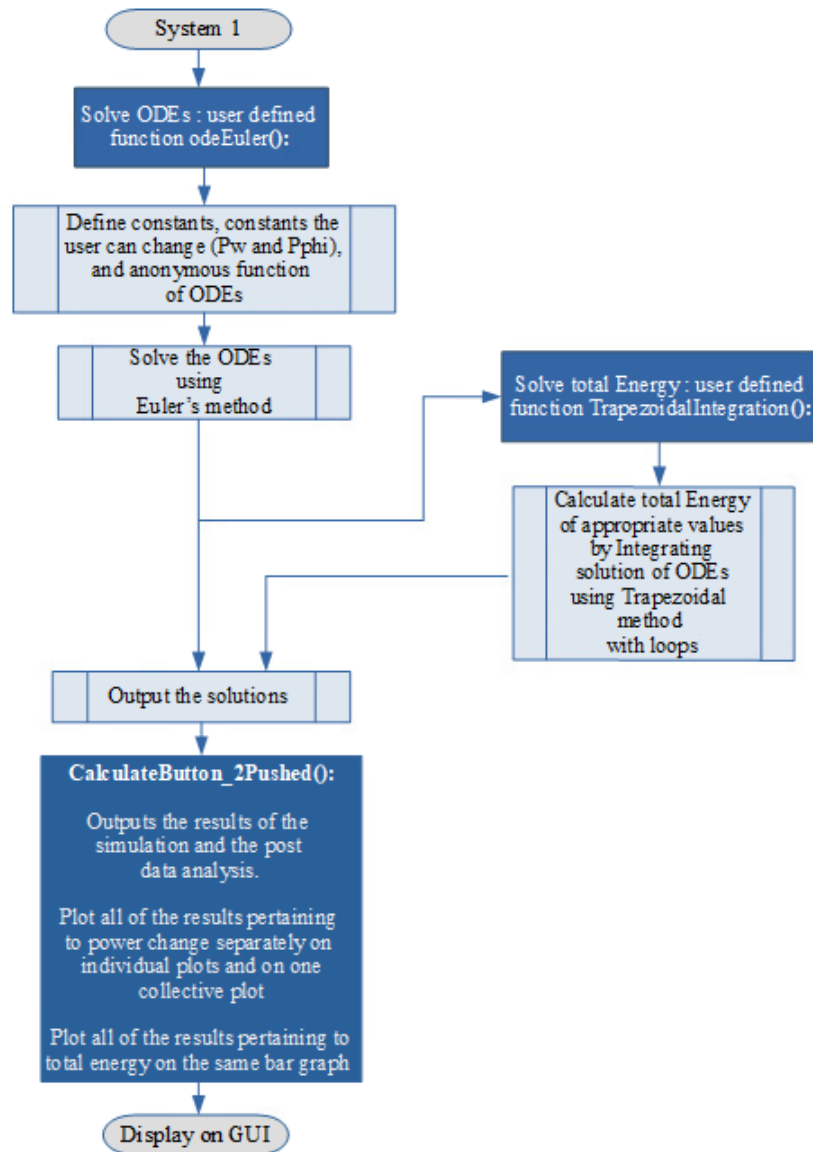 System 1
Solve ODEs : user defined
function odeEuler():
Define constants, constants the
user can change (Pw and Pphi),
and anonymous function
of ODEs
Solve the ODEs
using
Euler’s method
Solve total Energy : user defined
function TrapezoidalIntegration():
Calculate total Energy
of appropriate values
by Integrating
solution of ODEs
using Trapezoidal
method
with loops
Output the solutions
CalculateButton_2Pushed():
Outputs the results of the
simulation and the post
data analysis.
Plot all of the results pertaining
to power change separately on
individual plots and on one
collective plot
Plot all of the results pertaining to
total energy on the same bar graph
Display on GUI